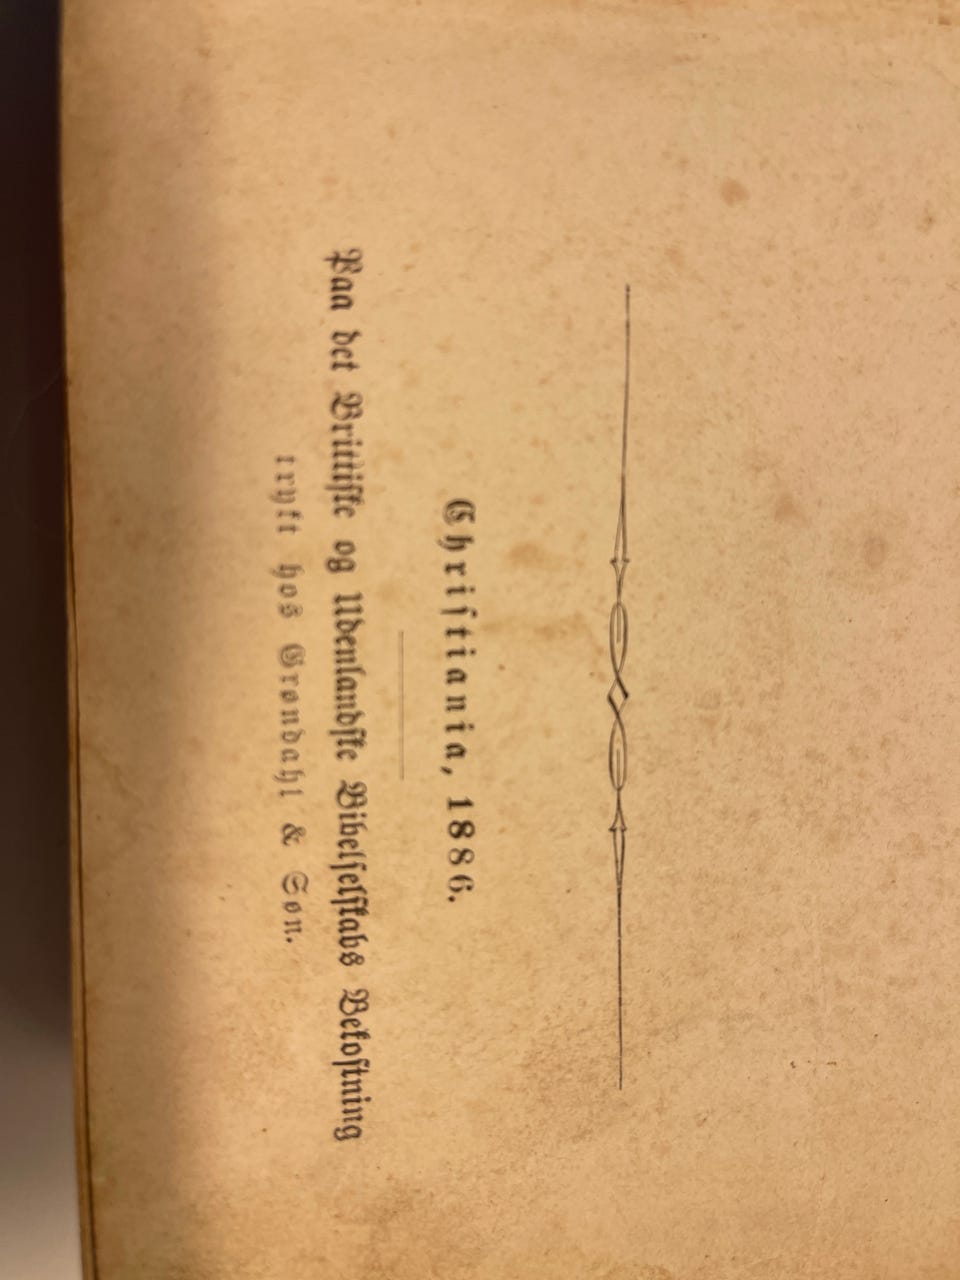 Christiania, 1886.
Paa det Brittiſke og Udenlandſke Bibelſelſkabs Bekoſtning
trykt hos Grøndahl & Søn.